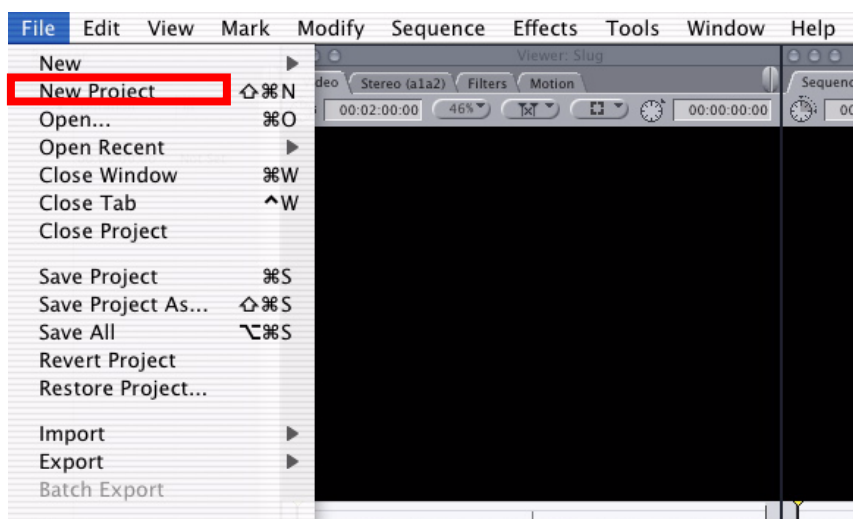 File Edit View Mark Modify Sequence Effects Tools Window Help
New
Viewer: Slug
New Project ⇧⌘N
Stereo (a1a2) Filters Motion
Open... ⌘O
00:02:00:00 46% 00:00:00:00
Open Recent
Close Window ⌘W
Close Tab ^W
Close Project
Save Project ⌘S
Save Project As... ⇧⌘S
Save All ⌥⌘S
Revert Project
Restore Project...
Import
Export
Batch Export